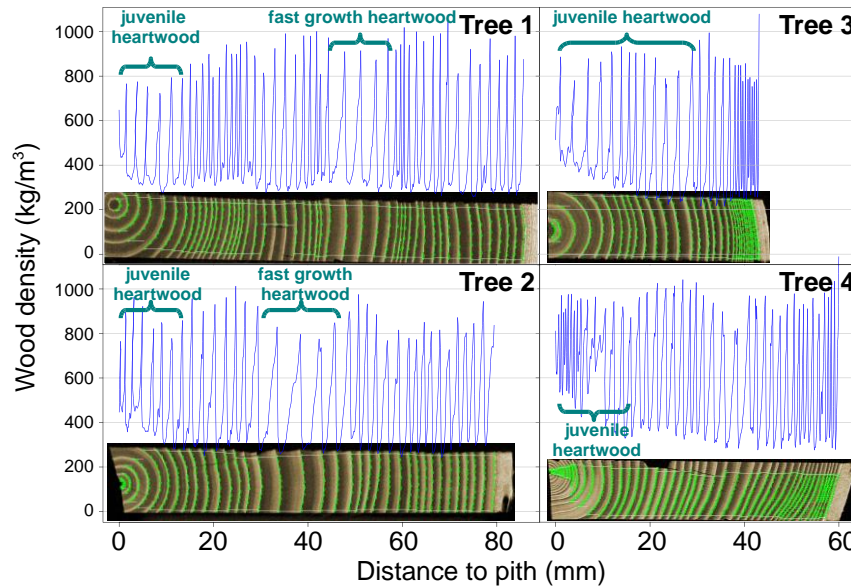 juvenile
heartwood
fast growth heartwood
Tree 1
juvenile heartwood
Tree 3
1000
800
600
400
200
0
juvenile
heartwood
fast growth
heartwood
Tree 2
Tree 4
1000
800
600
400
200
0
juvenile
heartwood
Wood density (kg/m³)
0 20 40 60 80 0 20 40 60
Distance to pith (mm)